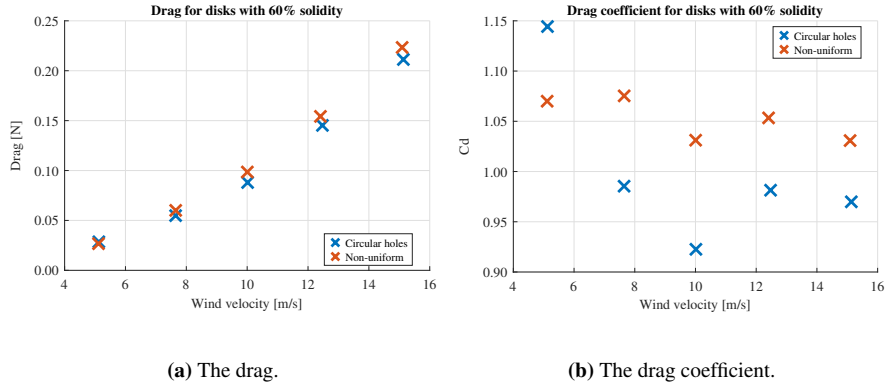 Drag for disks with 60% solidity
0.25
0.20
0.15
0.10
0.05
0.00
Drag [N]
4 6 8 10 12 14 16
Wind velocity [m/s]
Circular holes
Non-uniform
Drag coefficient for disks with 60% solidity
1.15
1.10
1.05
1.00
0.95
0.90
Cd
4 6 8 10 12 14 16
Wind velocity [m/s]
Circular holes
Non-uniform
(a) The drag.
(b) The drag coefficient.